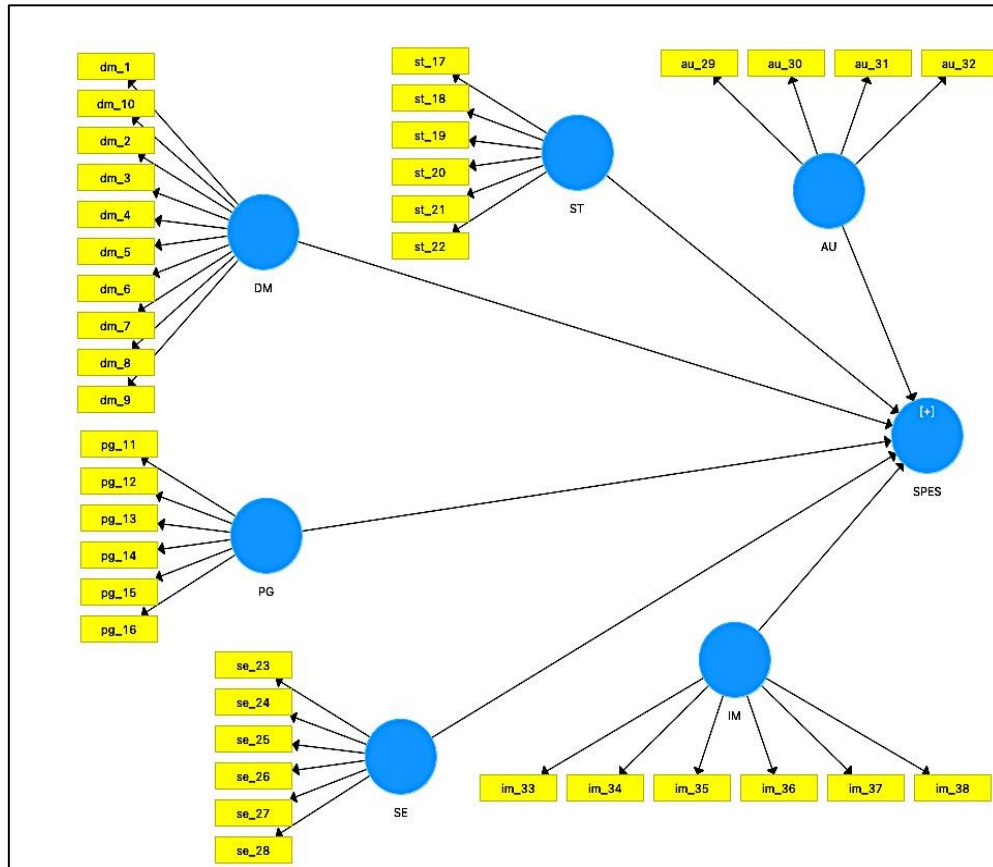 dm_1
dm_10
dm_2
dm_3
dm_4
dm_5
dm_6
dm_7
dm_8
dm_9
DM
st_17
st_18
st_19
st_20
st_21
st_22
ST
au_29
au_30
au_31
au_32
AU
[+]
SPES
pg_11
pg_12
pg_13
pg_14
pg_15
pg_16
PG
se_23
se_24
se_25
se_26
se_27
se_28
SE
IM
im_33
im_34
im_35
im_36
im_37
im_38